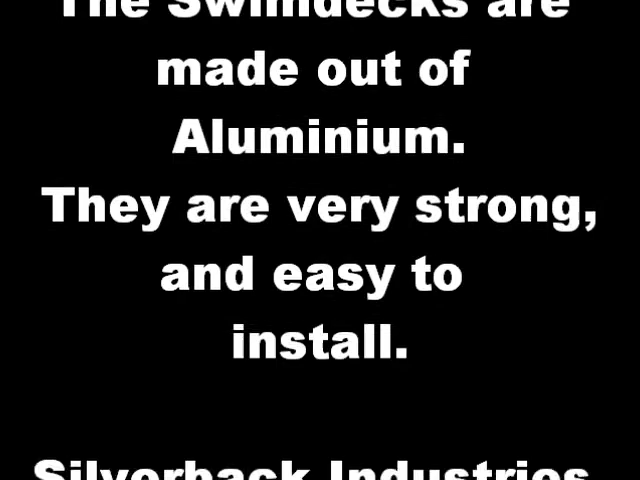 The Swimdecks are
made out of
Aluminium.
They are very strong,
and easy to
install.
Silverback Industries